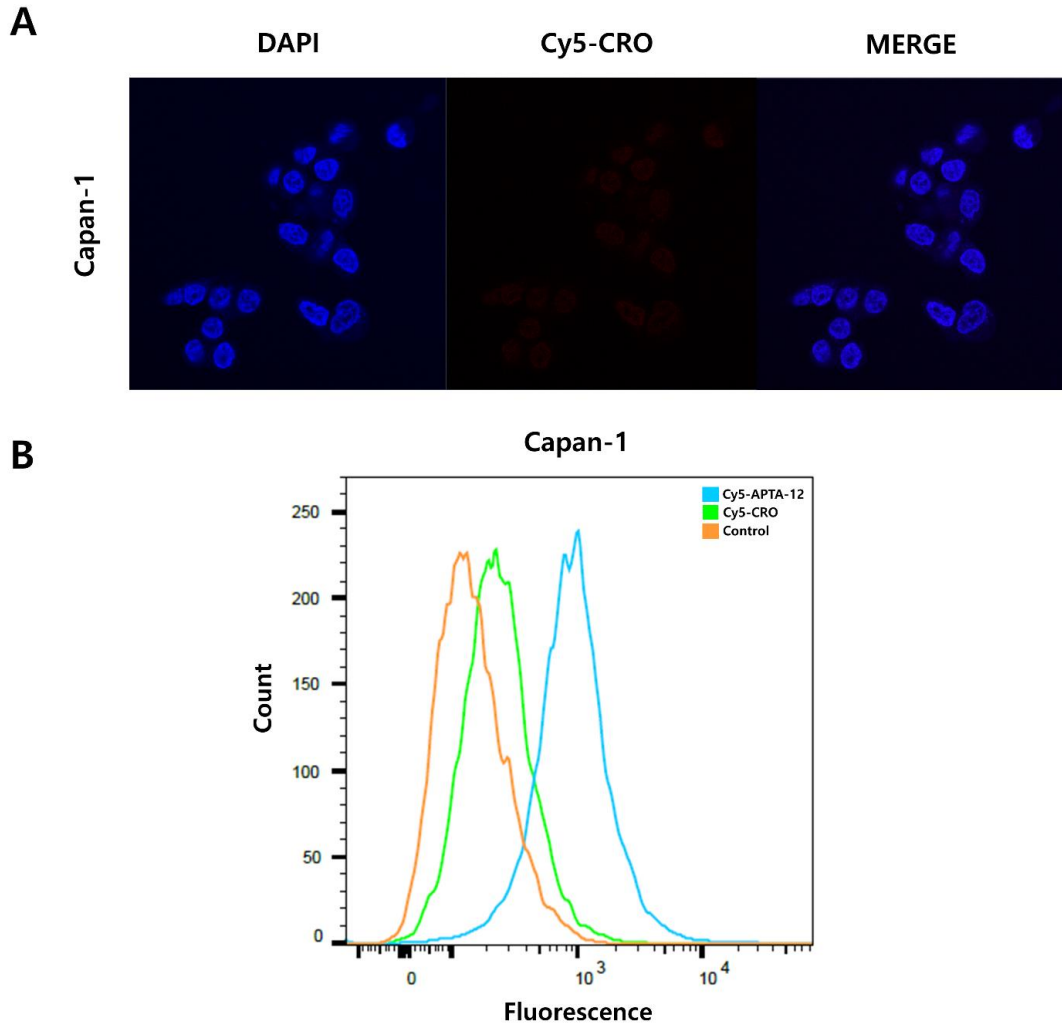 A
DAPI
Cy5-CRO
MERGE
Capan-1
B
Capan-1
Cy5-APTA-12
Cy5-CRO
Control
250
200
150
100
50
0
Count
0
10 3
10 4
Fluorescence